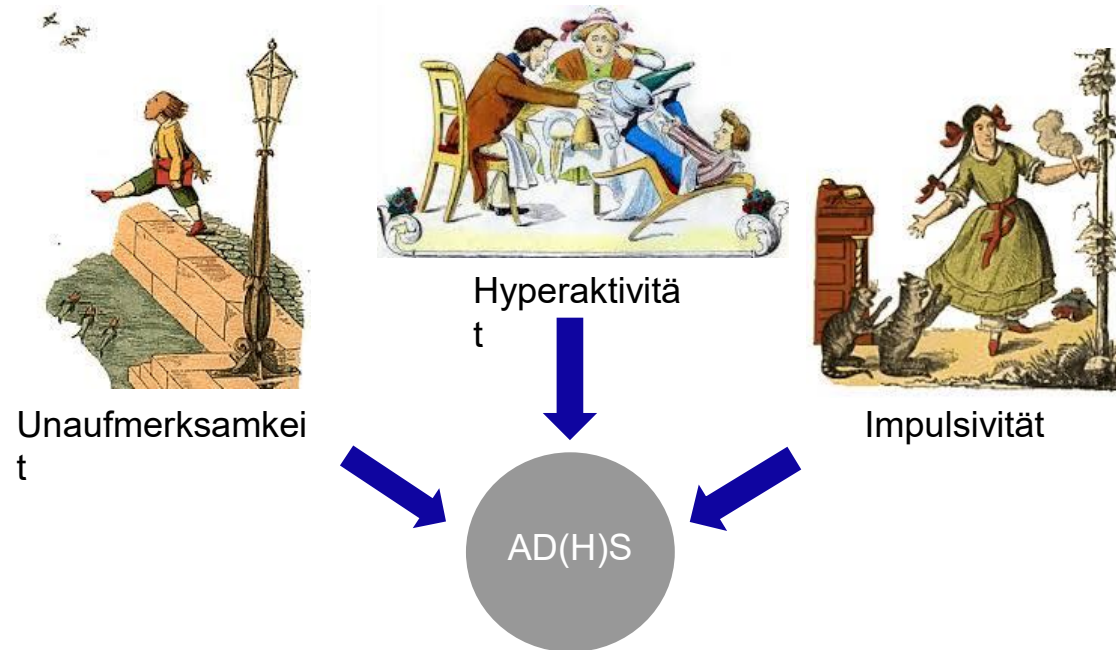 Hyperaktivitä
t
Unaufmerksamkei
t
Impulsivität
AD(H)S